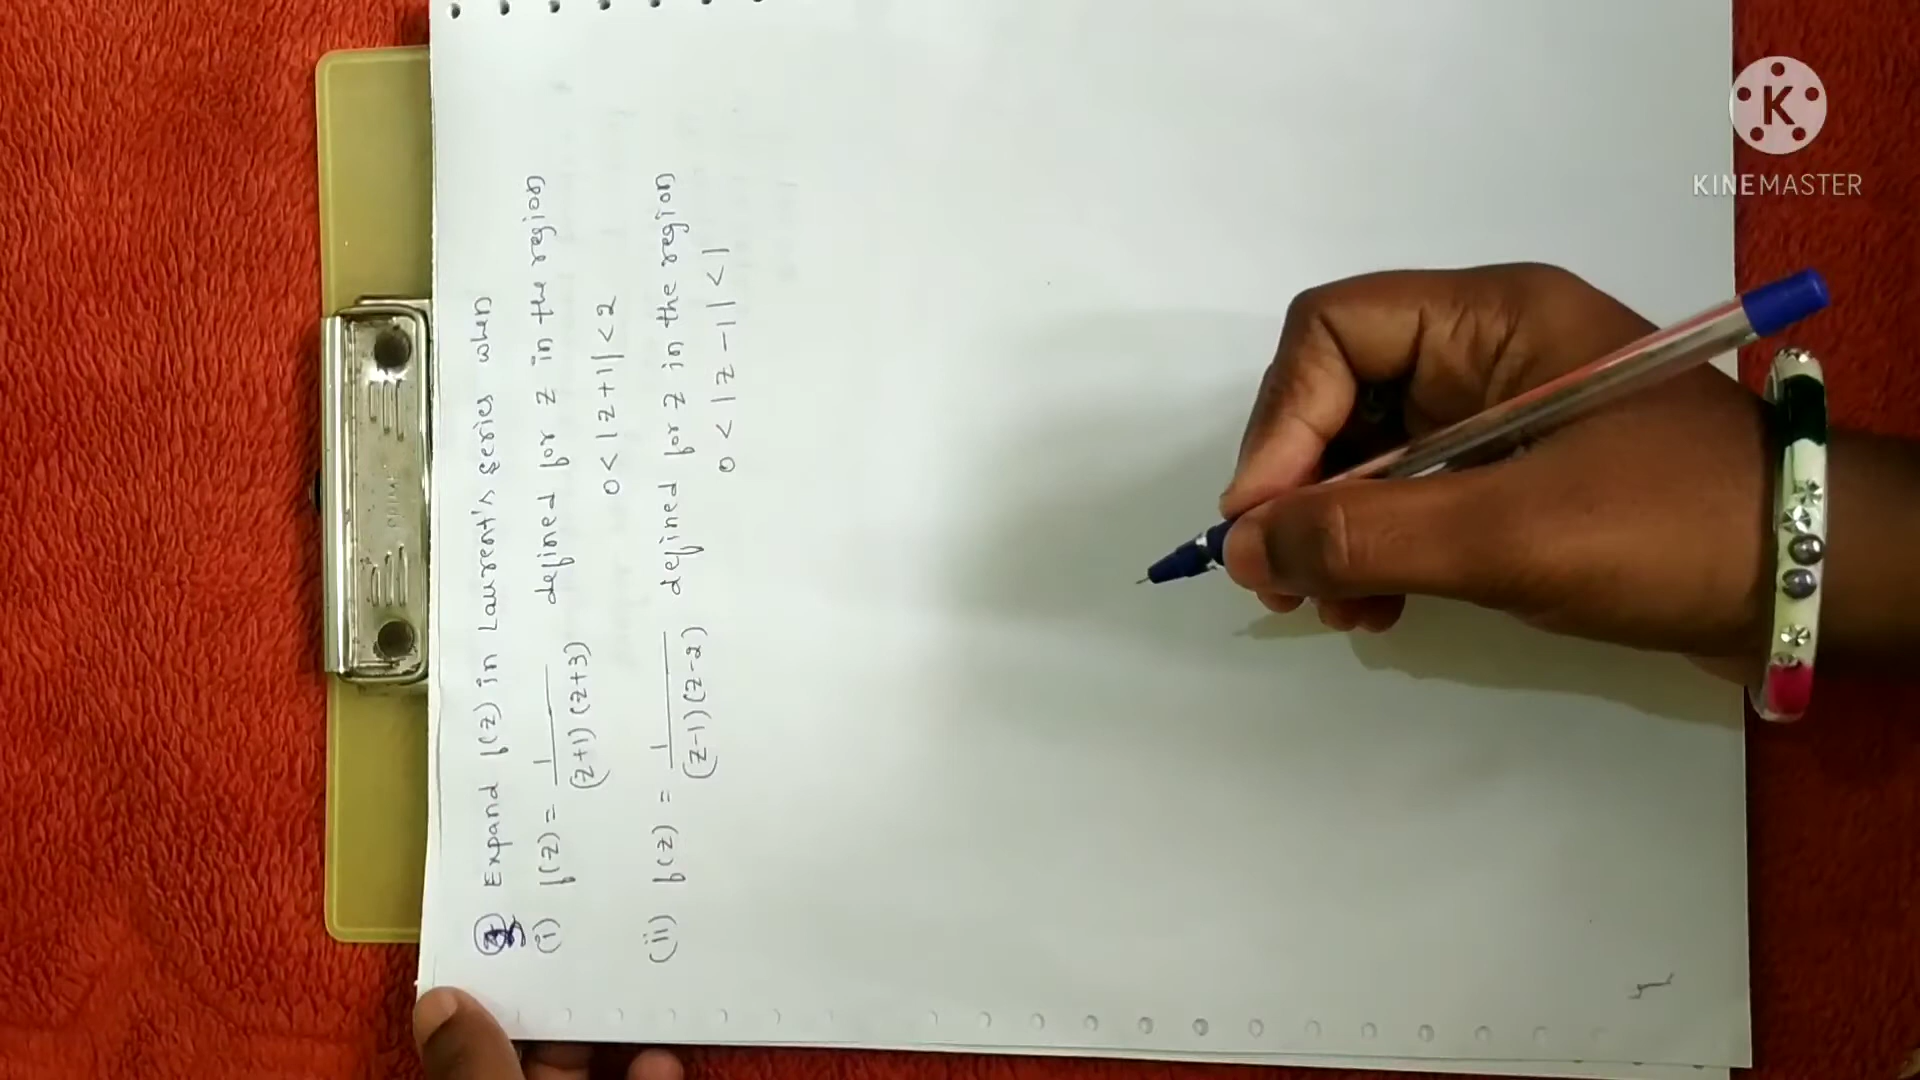 Q Expand f(z) in Laurent's series when
(i) f(z) = 1/((z+1)(z+3)) defined for z in the region
0 < |z+1| < 2
(ii) f(z) = 1/((z-1)(z-2)) defined for z in the region
0 < |z-1| < 1
K
KINEMASTER